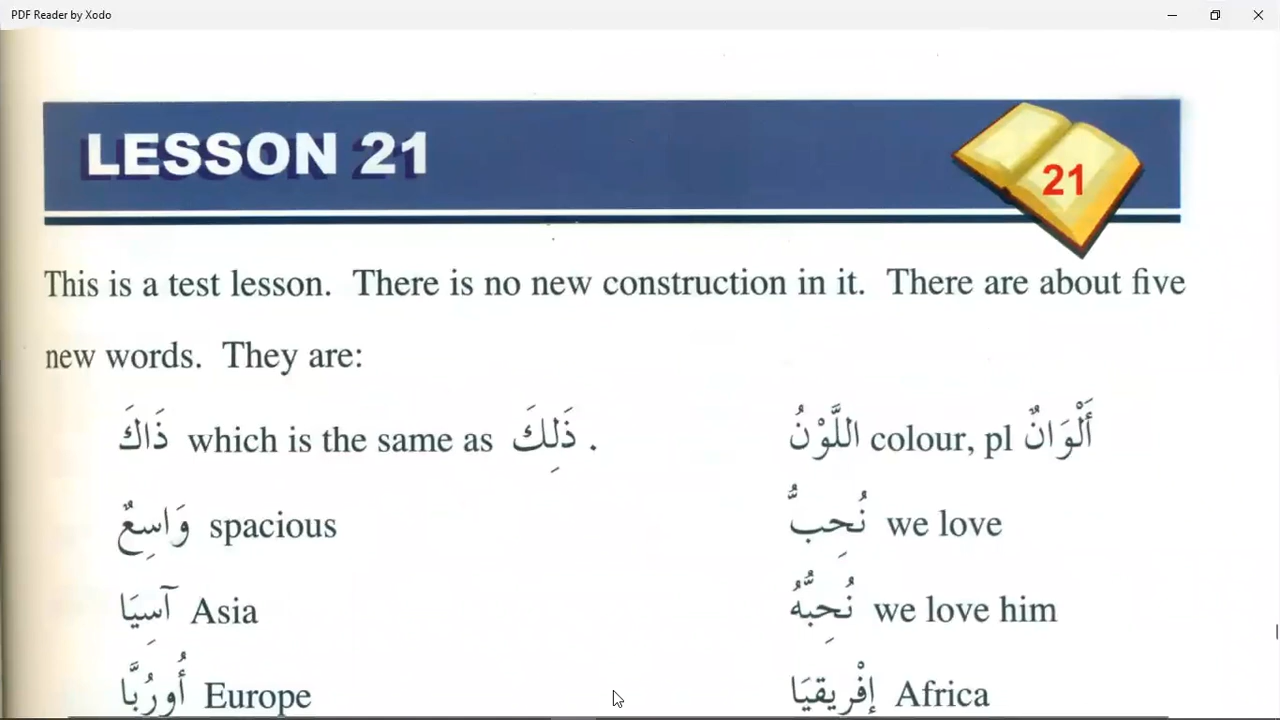 PDF Reader by Xodo
LESSON 21
21
This is a test lesson. There is no new construction in it. There are about five
new words. They are:
ذَاكَ which is the same as ذَلِكَ .
اللَّوْنُ colour, pl أَلْوَانٌ
وَاسِعٌ spacious
نُحِبُّ we love
آسِيَا Asia
نُحِبُّهُ we love him
أُورُبَّا Europe
إفْرِيقيَا Africa